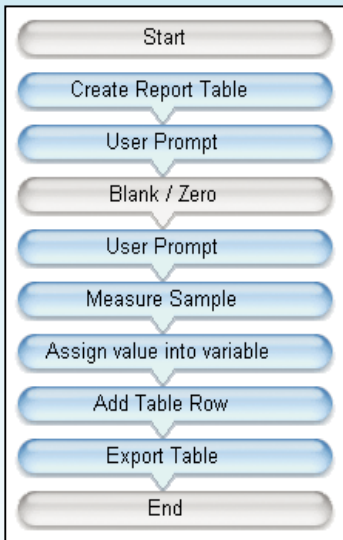 Start
Create Report Table
User Prompt
Blank / Zero
User Prompt
Measure Sample
Assign value into variable
Add Table Row
Export Table
End